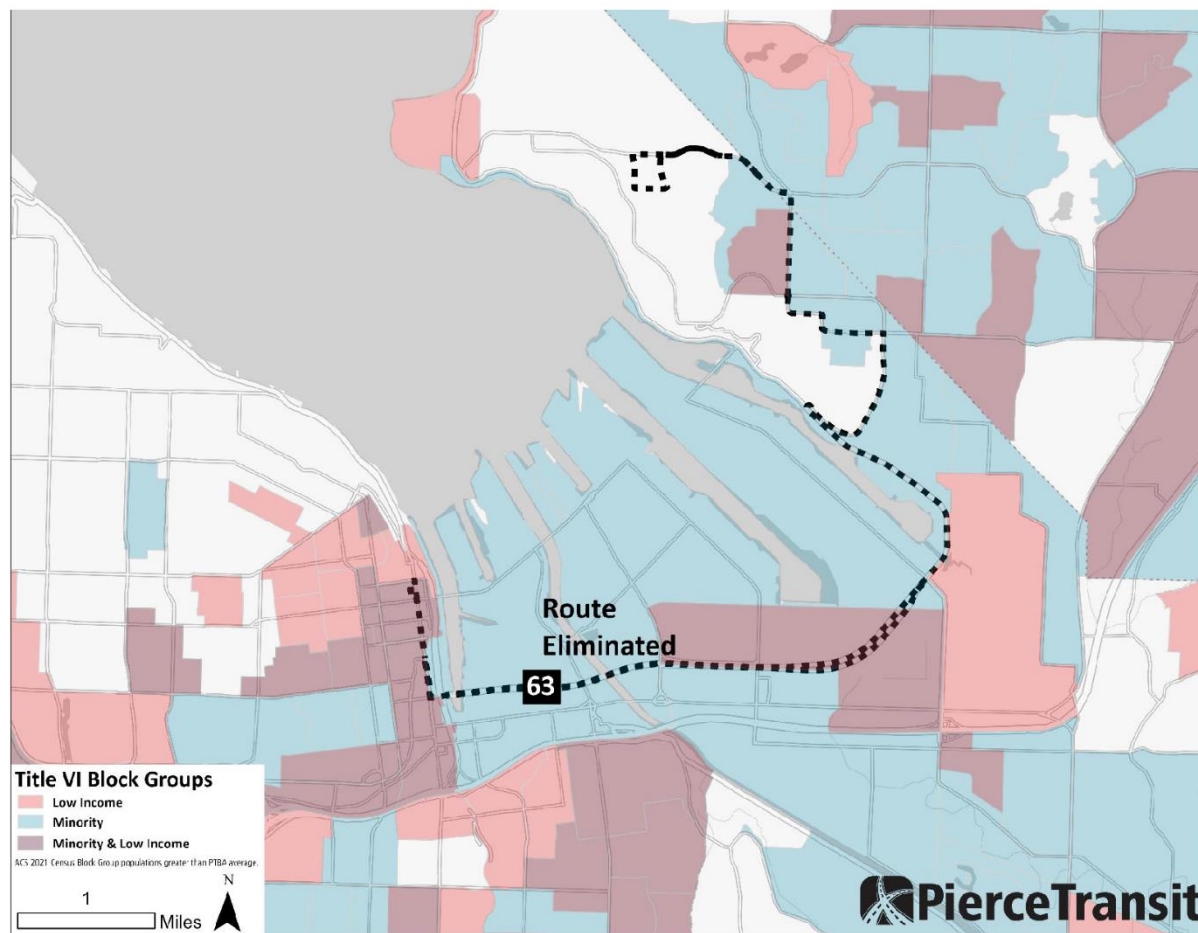 Route
Eliminated
63
Title VI Block Groups
Low Income
Minority
Minority & Low Income
ACS 2021 Census Block Group populations greater than PTBA average.
N
1
Miles
PierceTransit